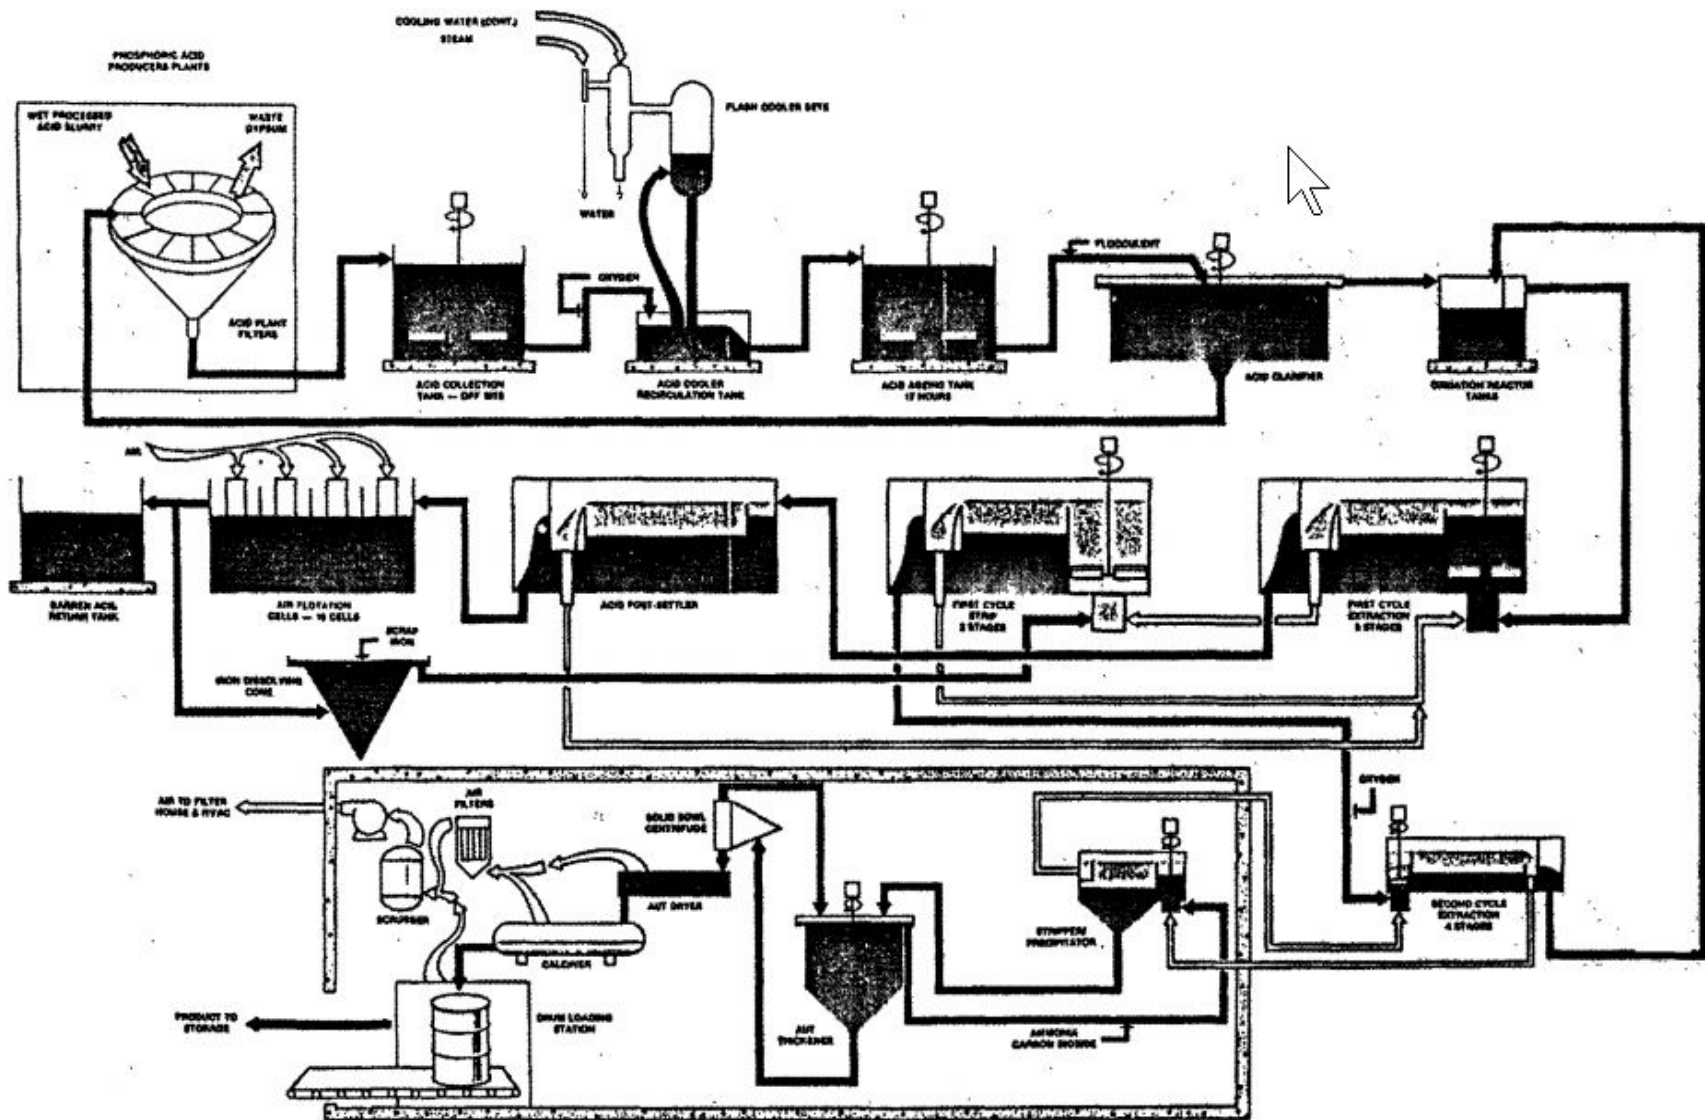 COOLING WATER (CONT.)
STEAM
PHOSPHORIC ACID
PRODUCERS PLANTS
WET PROCESSED
ACID SLURRY
WASTE
GYPSUM
FLASH COOLER SETS
WATER
OXYGEN
FLOCCULENT
ACID PLANT
FILTERS
ACID COLLECTION
TANK — OFF SITE
ACID COOLER
RECIRCULATION TANK
ACID AGEING TANK
ACID CLARIFIER
OXIDATION REACTOR
TANKS
AIR
BARREN ACID
RETURN TANK
AIR FLOTATION
CELLS — 10 CELLS
ACID POST-SETTLER
FIRST CYCLE
STRIP
STAGES
FIRST CYCLE
EXTRACTION
STAGES
SCRAP
IRON
IRON DISSOLVING
CONE
AIR TO FILTER
HOUSE & HVAC
AIR
FILTERS
SOLID BOWL
CENTRIFUGE
OXYGEN
SCRUBBER
AUT DRYER
STRIPPER/
PRECIPITATOR
SECOND CYCLE
EXTRACTION
4 STAGES
CALCINER
PRODUCT TO
STORAGE
DRUM LOADING
STATION
AUT
THICKENER
AMMONIA
CARBON DIOXIDE